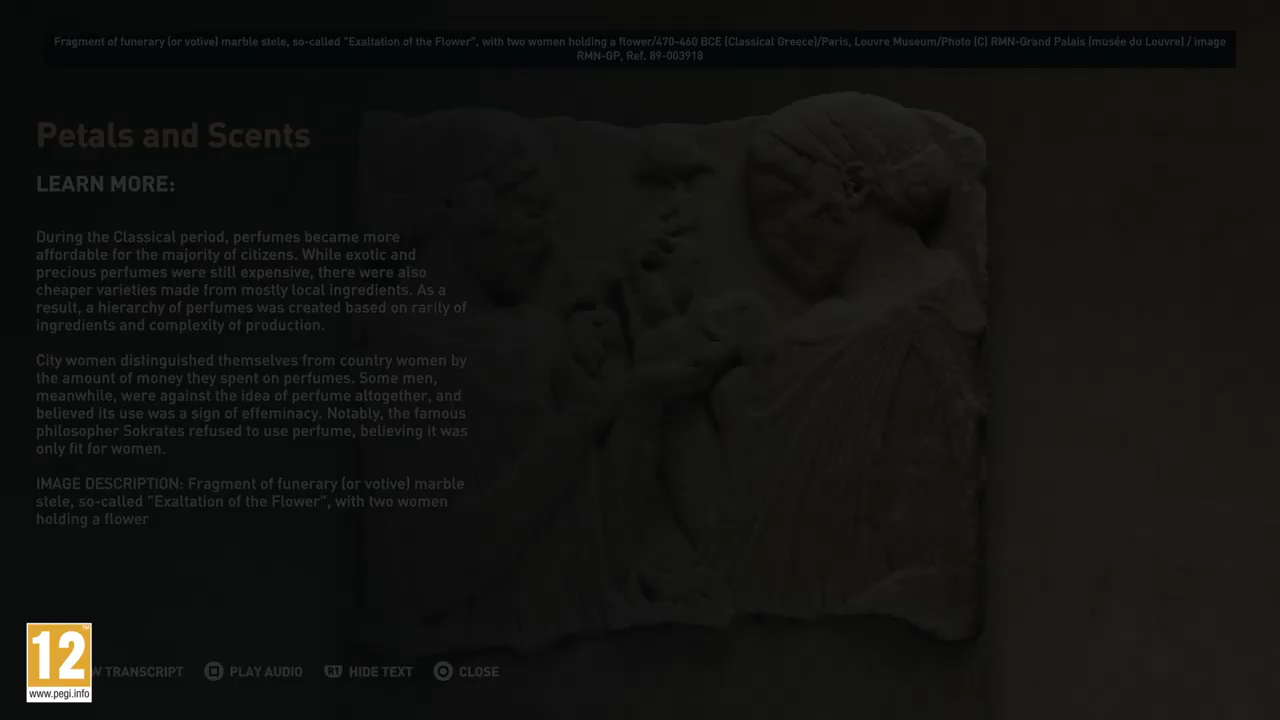 Fragment of funerary (or votive) marble stele, so-called "Exaltation of the Flower", with two women holding a flower/470-460 BCE (Classical Greece)/Paris, Louvre Museum/Photo (C) RMN-Grand Palais (musée du Louvre) / image
RMN-GP, Ref. 89-003918
Petals and Scents
LEARN MORE:
During the Classical period, perfumes became more
affordable for the majority of citizens. While exotic and
precious perfumes were still expensive, there were also
cheaper varieties made from mostly local ingredients. As a
result, a hierarchy of perfumes was created based on rarity of
ingredients and complexity of production.
City women distinguished themselves from country women by
the amount of money they spent on perfumes. Some men,
meanwhile, were against the idea of perfume altogether, and
believed its use was a sign of effeminacy. Notably, the famous
philosopher Sokrates refused to use perfume, believing it was
only fit for women.
IMAGE DESCRIPTION: Fragment of funerary (or votive) marble
stele, so-called "Exaltation of the Flower", with two women
holding a flower
W TRANSCRIPT PLAY AUDIO R1 HIDE TEXT CLOSE
12 TM
www.pegi.info